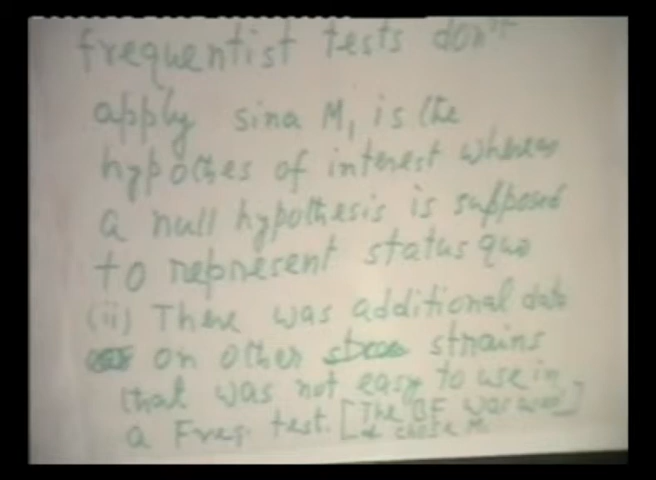 frequentist tests don't
apply since M1 is the
hypothes of interest whereas
a null hypothesis is supposed
to represent status quo
(ii) There was additional data
on other strains
that was not easy to use in
a Freq. test. [The BF was used]